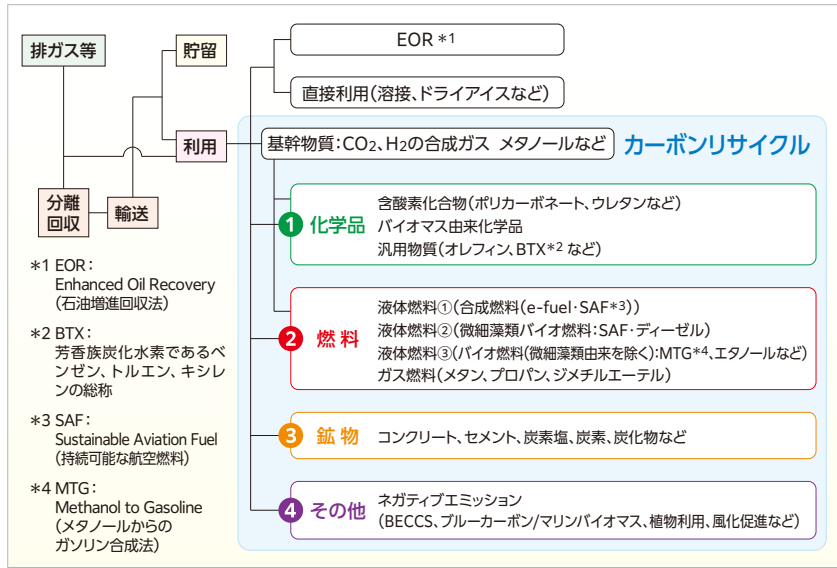 排ガス等
貯留
利用
分離
回収
輸送
EOR *1
直接利用(溶接、ドライアイスなど)
基幹物質:CO₂、H₂の合成ガス メタノールなど
カーボンリサイクル
1 化学品
含酸素化合物(ポリカーボネート、ウレタンなど)
バイオマス由来化学品
汎用物質(オレフィン、BTX*2 など)
2 燃料
液体燃料①(合成燃料(e-fuel・SAF*3))
液体燃料②(微細藻類バイオ燃料:SAF・ディーゼル)
液体燃料③(バイオ燃料(微細藻類由来を除く):MTG*4、エタノールなど)
ガス燃料(メタン、プロパン、ジメチルエーテル)
3 鉱物
コンクリート、セメント、炭素塩、炭素、炭化物など
4 その他
ネガティブエミッション
(BECCS、ブルーカーボン/マリンバイオマス、植物利用、風化促進など)
*1 EOR:
Enhanced Oil Recovery
(石油増進回収法)
*2 BTX:
芳香族炭化水素であるベ
ンゼン、トルエン、キシレ
ンの総称
*3 SAF:
Sustainable Aviation Fuel
(持続可能な航空燃料)
*4 MTG:
Methanol to Gasoline
(メタノールからの
ガソリン合成法)